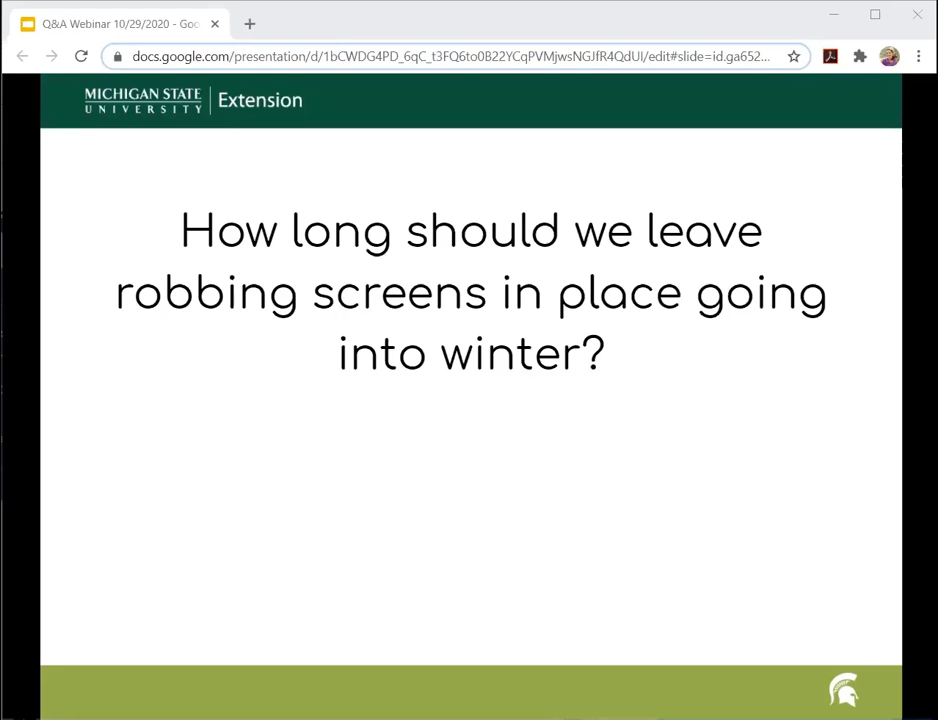 Q&A Webinar 10/29/2020 - Goo
docs.google.com/presentation/d/1bCWDG4PD_6qC_t3FQ6to0B22YCqPVMjwsNGJfR4QdUI/edit#slide=id.ga652...
MICHIGAN STATE
UNIVERSITY
Extension
How long should we leave
robbing screens in place going
into winter?